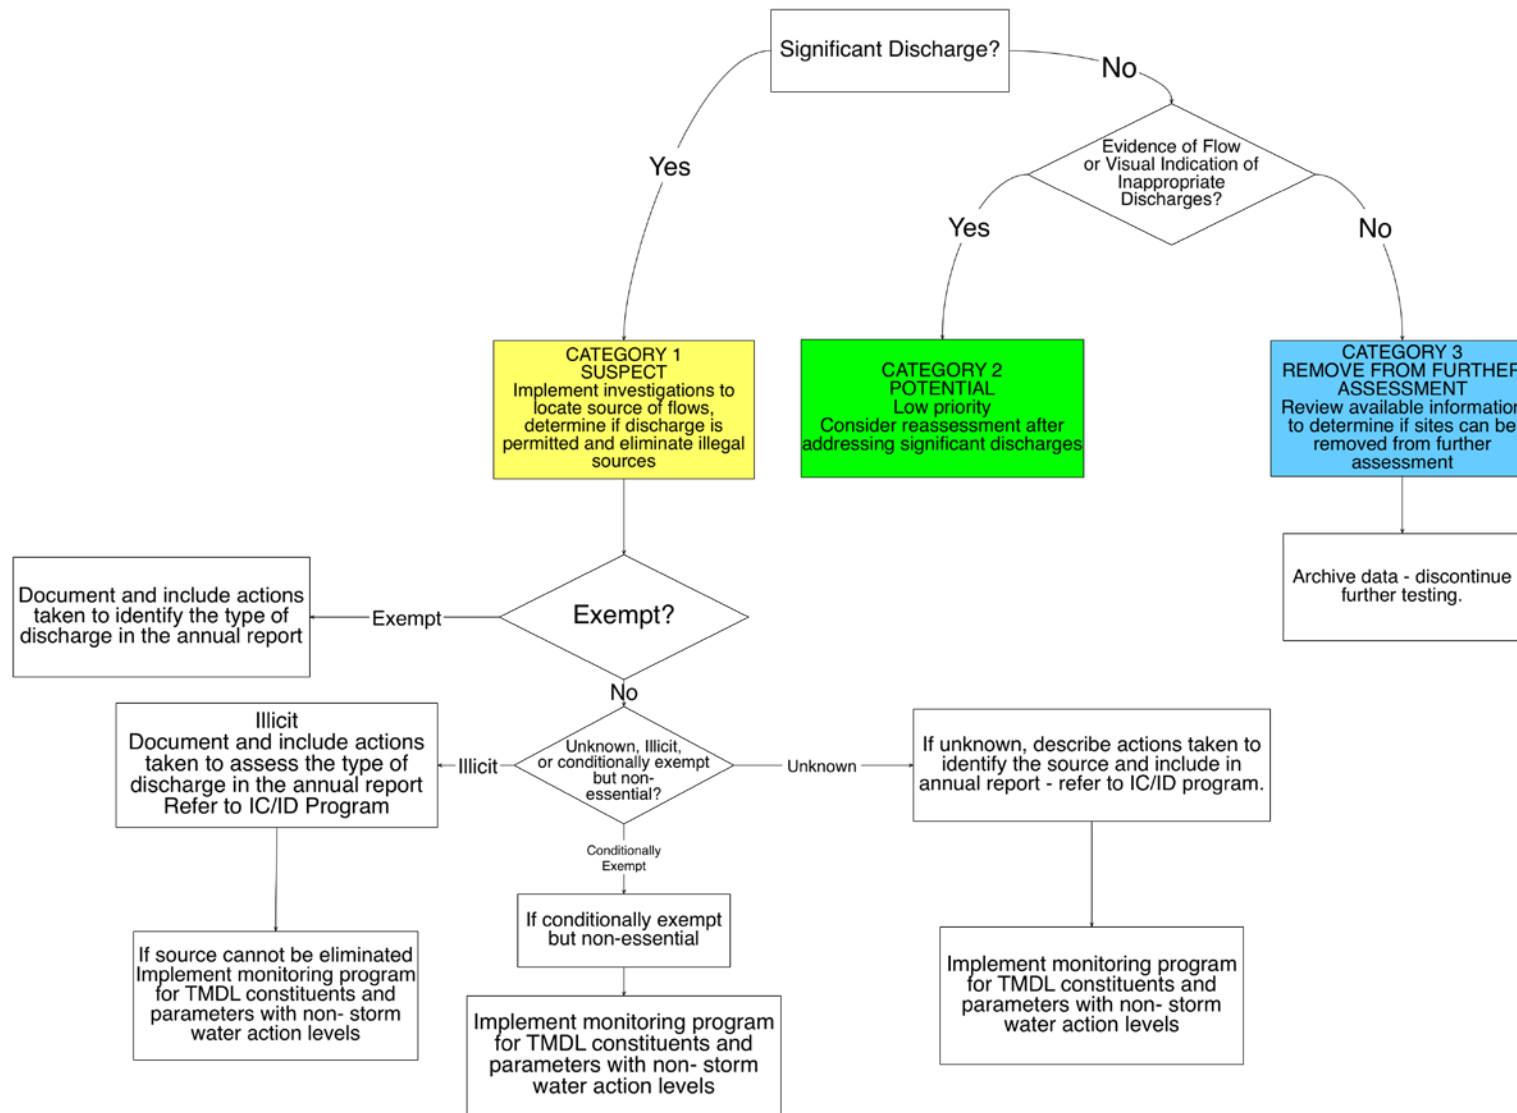 Significant Discharge?
No
Yes
Evidence of Flow
or Visual Indication of
Inappropriate
Discharges?
Yes
No
CATEGORY 1
SUSPECT
Implement investigations to
locate source of flows,
determine if discharge is
permitted and eliminate illegal
sources
CATEGORY 2
POTENTIAL
Low priority
Consider reassessment after
addressing significant discharges
CATEGORY 3
REMOVE FROM FURTHER
ASSESSMENT
Review available information
to determine if sites can be
removed from further
assessment
Archive data - discontinue
further testing.
Document and include actions
taken to identify the type of
discharge in the annual report
Exempt
Exempt?
No
Illicit
Document and include actions
taken to assess the type of
discharge in the annual report
Refer to IC/ID Program
Illicit
Unknown, Illicit,
or conditionally exempt
but non-
essential?
Unknown
If unknown, describe actions taken to
identify the source and include in
annual report - refer to IC/ID program.
Conditionally
Exempt
If conditionally exempt
but non-essential
If source cannot be eliminated
Implement monitoring program
for TMDL constituents and
parameters with non- storm
water action levels
Implement monitoring program
for TMDL constituents and
parameters with non- storm
water action levels
Implement monitoring program
for TMDL constituents and
parameters with non- storm
water action levels